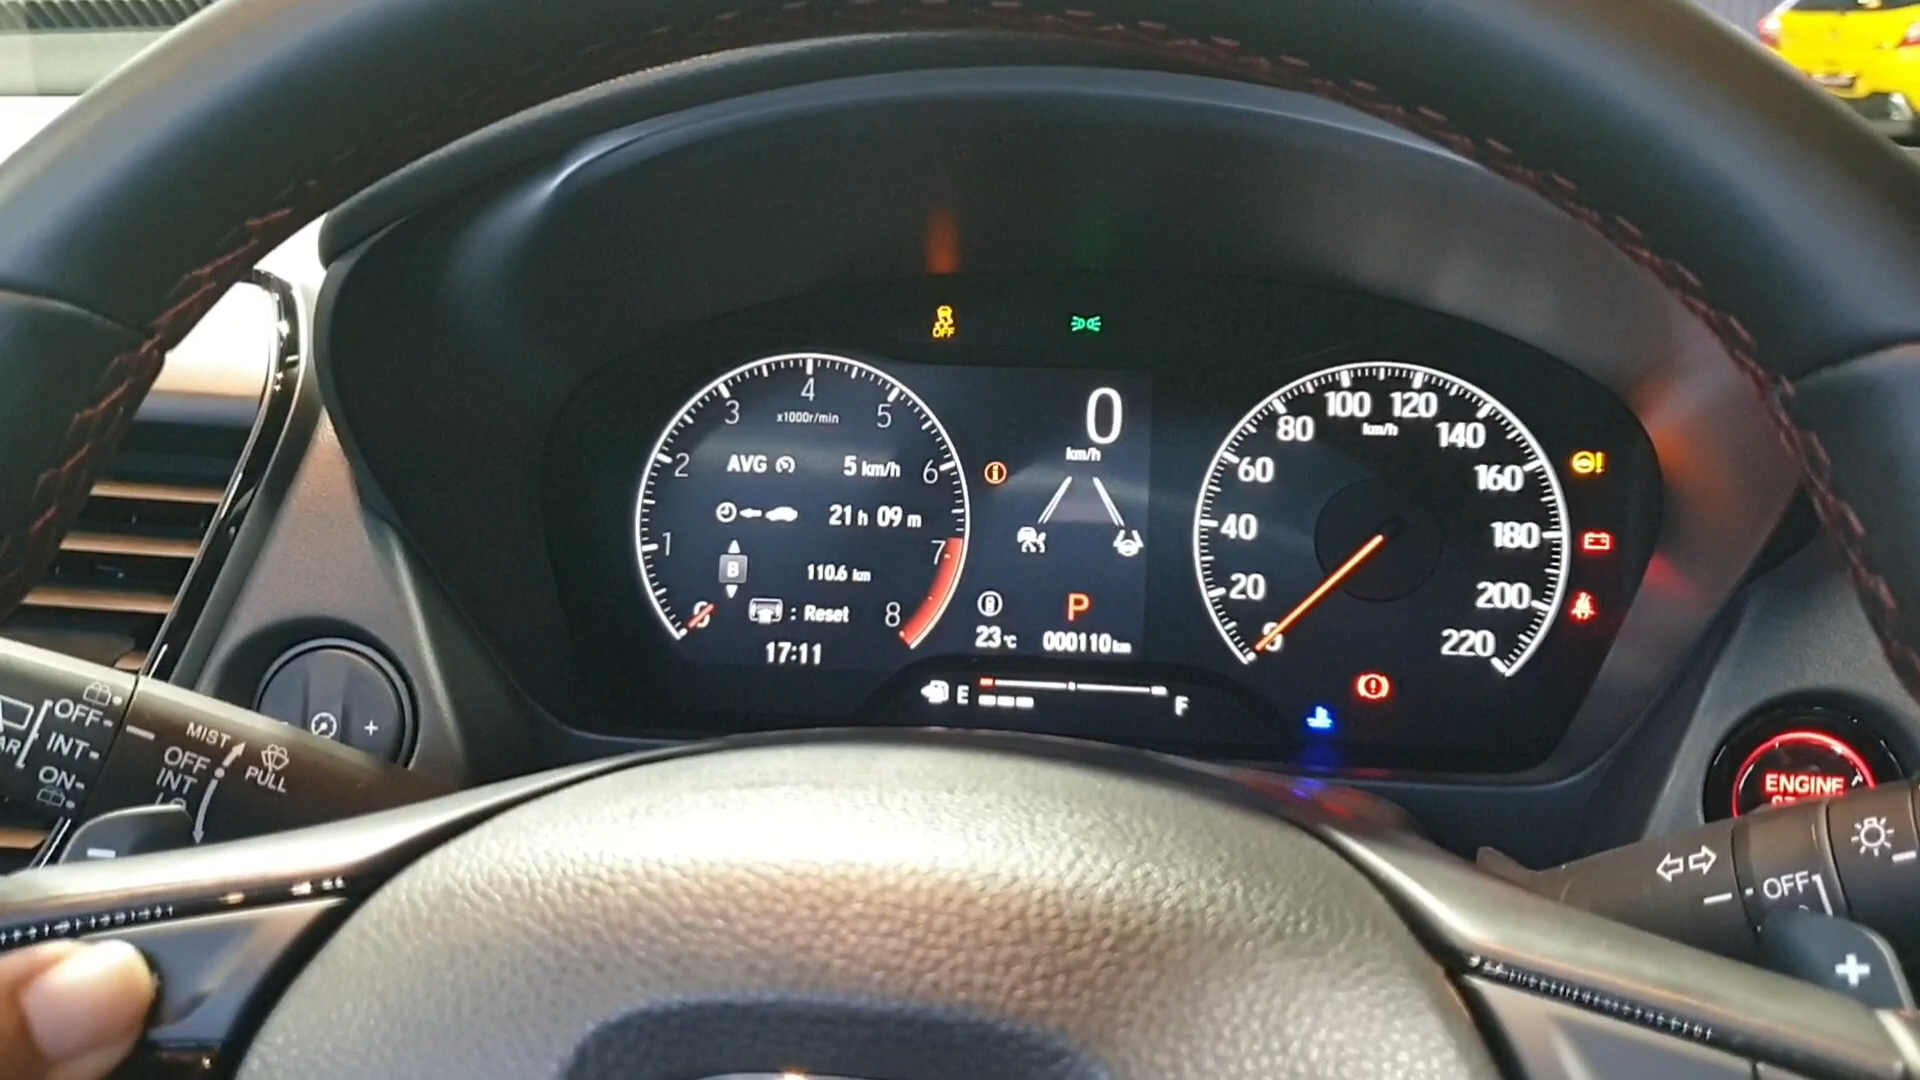 OFF
4
3
5
x1000r/min
2
6
AVG 5 km/h
21 h 09 m
1
7
B
110.6 km
: Reset
8
17:11
0
km/h
i
23 °C
P
000110 km
E
F
100 120
80
140
km/h
60
160
40
180
20
200
0
220
!
OFF
INT
ON
MIST
OFF
INT
PULL
+
-
ENGINE
OFF
+